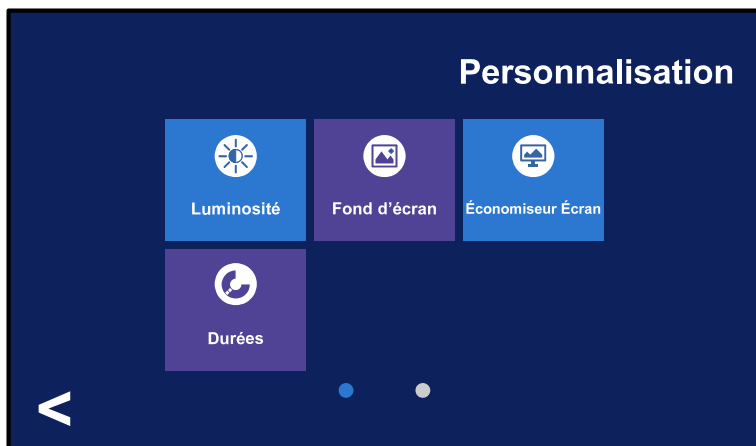 Personnalisation
Luminosité
Fond d'écran
Économiseur Écran
Durées
<